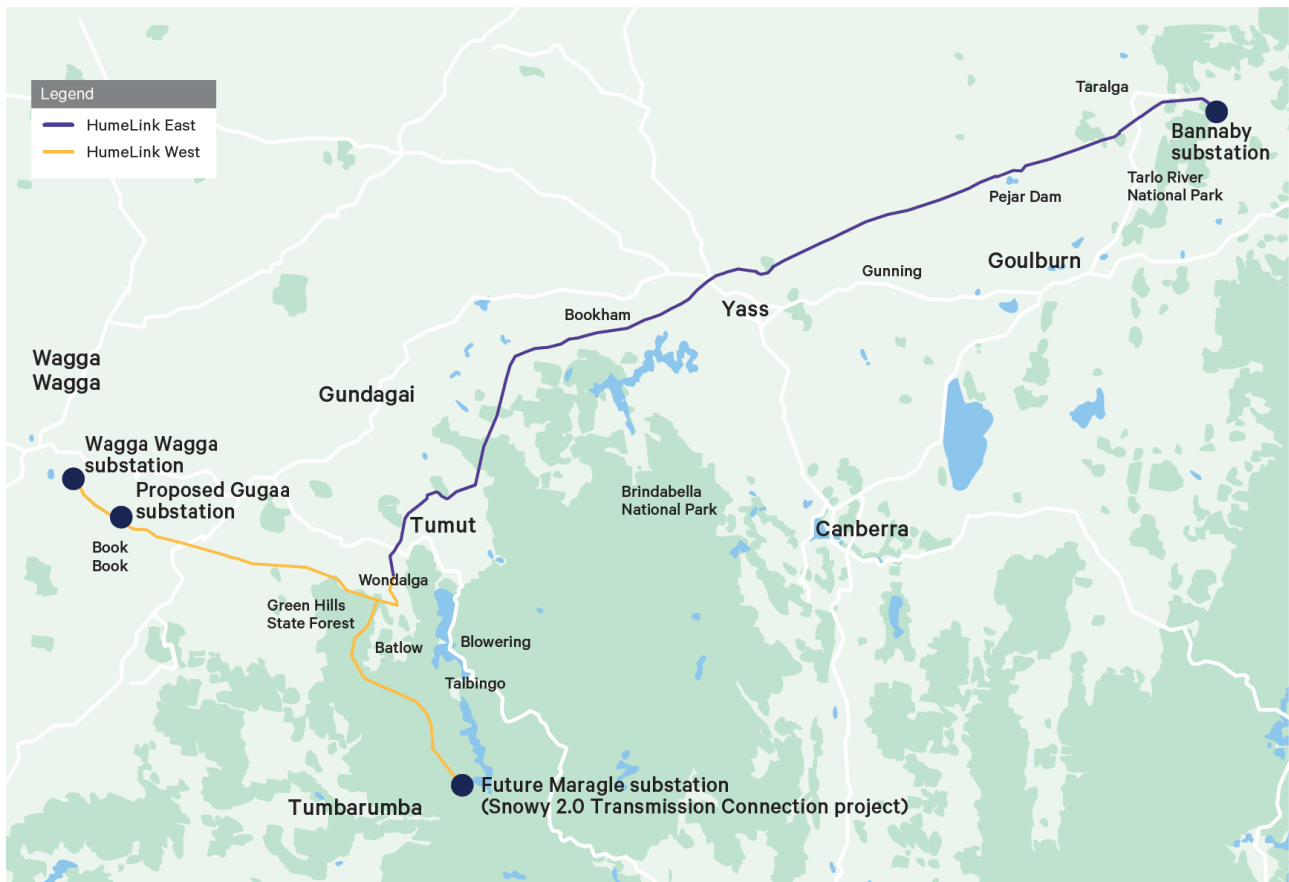 Legend
HumeLink East
HumeLink West
Taralga
Bannaby
substation
Tarlo River
National Park
Pejar Dam
Goulburn
Gunning
Yass
Bookham
Wagga
Wagga
Gundagai
Wagga Wagga
substation
Proposed Gugaa
substation
Brindabella
National Park
Tumut
Canberra
Book
Book
Wondalga
Green Hills
State Forest
Batlow
Blowering
Talbingo
Future Maragle substation
(Snowy 2.0 Transmission Connection project)
Tumbarumba